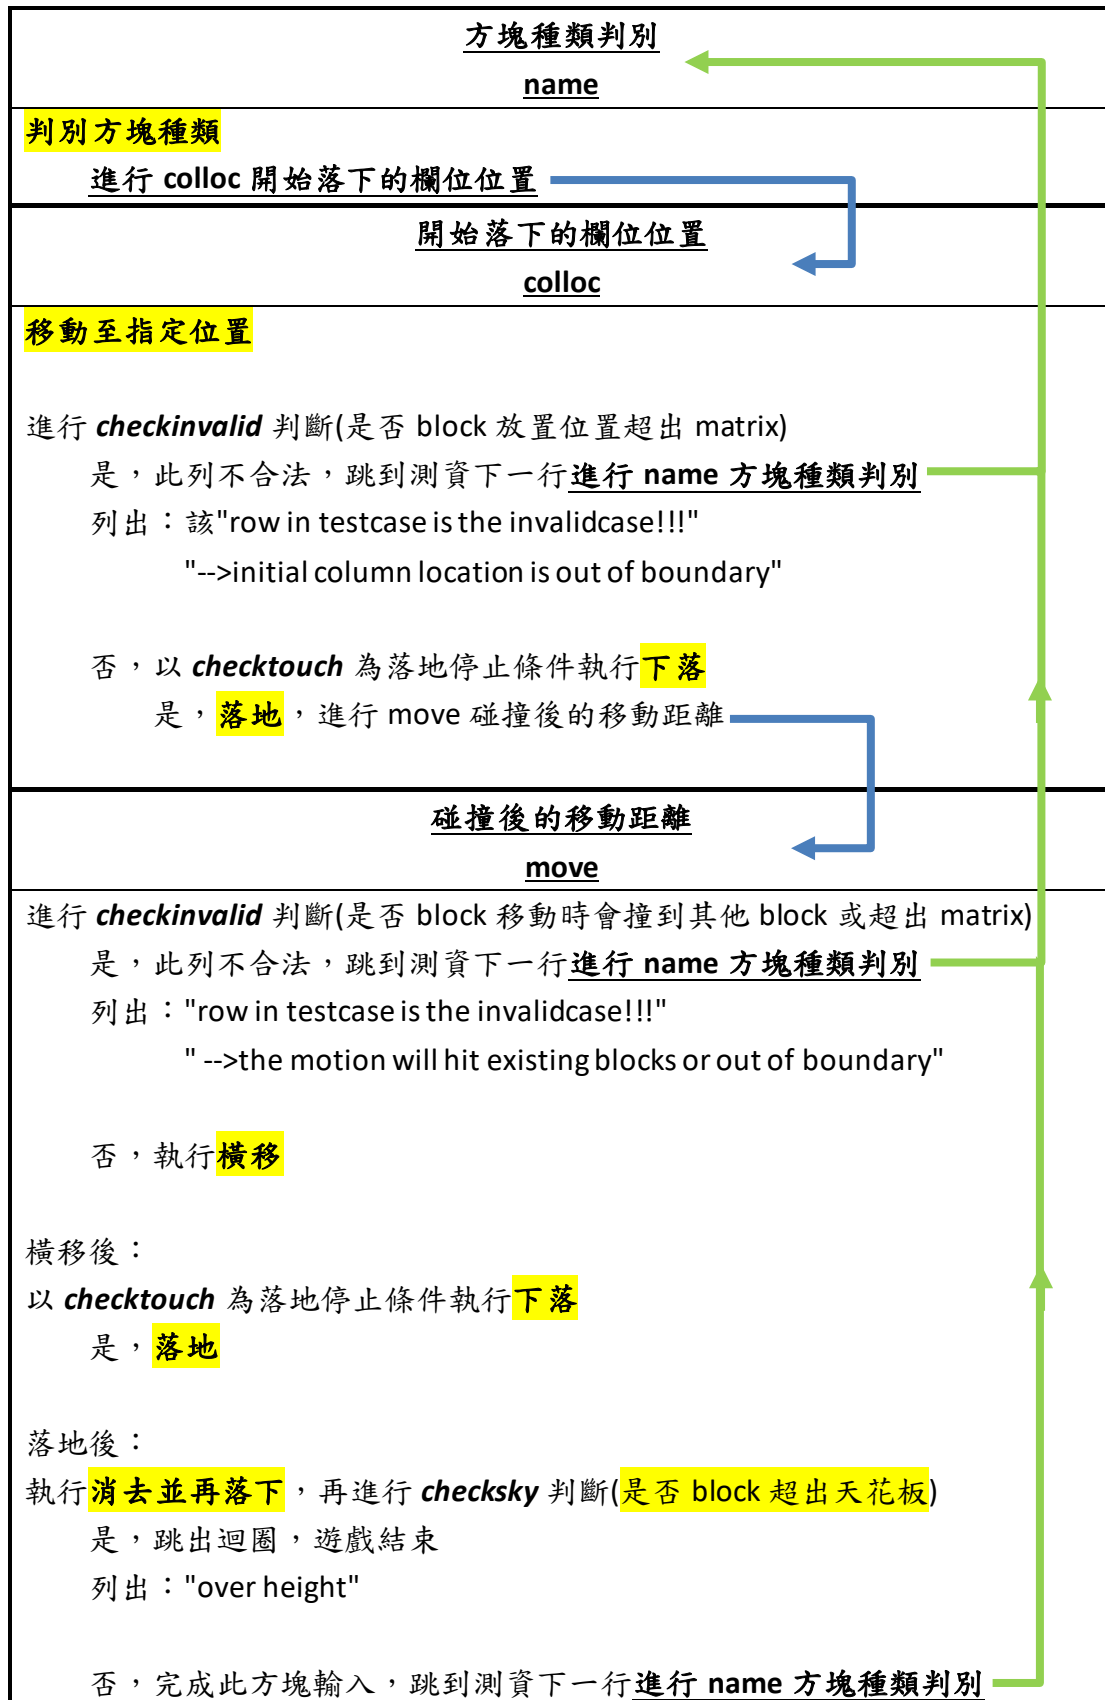 方塊種類判別
name
判別方塊種類
進行 colloc 開始落下的欄位位置
開始落下的欄位位置
colloc
移動至指定位置
進行 checkinvalid 判斷(是否 block 放置位置超出 matrix)
是，此列不合法，跳到測資下一行進行 name 方塊種類判別
列出：該"row in testcase is the invalidcase!!!"
"-->initial column location is out of boundary"
否，以 checktouch 為落地停止條件執行下落
是，落地，進行 move 碰撞後的移動距離
碰撞後的移動距離
move
進行 checkinvalid 判斷(是否 block 移動時會撞到其他 block 或超出 matrix)
是，此列不合法，跳到測資下一行進行 name 方塊種類判別
列出："row in testcase is the invalidcase!!!"
" -->the motion will hit existing blocks or out of boundary"
否，執行橫移
橫移後：
以 checktouch 為落地停止條件執行下落
是，落地
落地後：
執行消去並再落下，再進行 checksky 判斷(是否 block 超出天花板)
是，跳出迴圈，遊戲結束
列出："over height"
否，完成此方塊輸入，跳到測資下一行進行 name 方塊種類判別